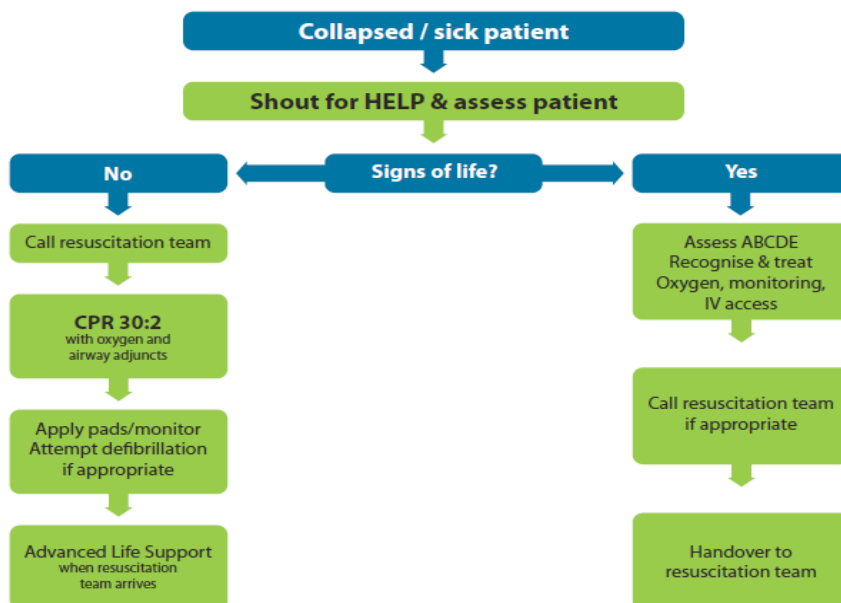 Collapsed / sick patient
Shout for HELP & assess patient
No
Signs of life?
Yes
Call resuscitation team
CPR 30:2
with oxygen and
airway adjuncts
Apply pads/monitor
Attempt defibrillation
if appropriate
Advanced Life Support
when resuscitation
team arrives
Assess ABCDE
Recognise & treat
Oxygen, monitoring,
IV access
Call resuscitation team
if appropriate
Handover to
resuscitation team